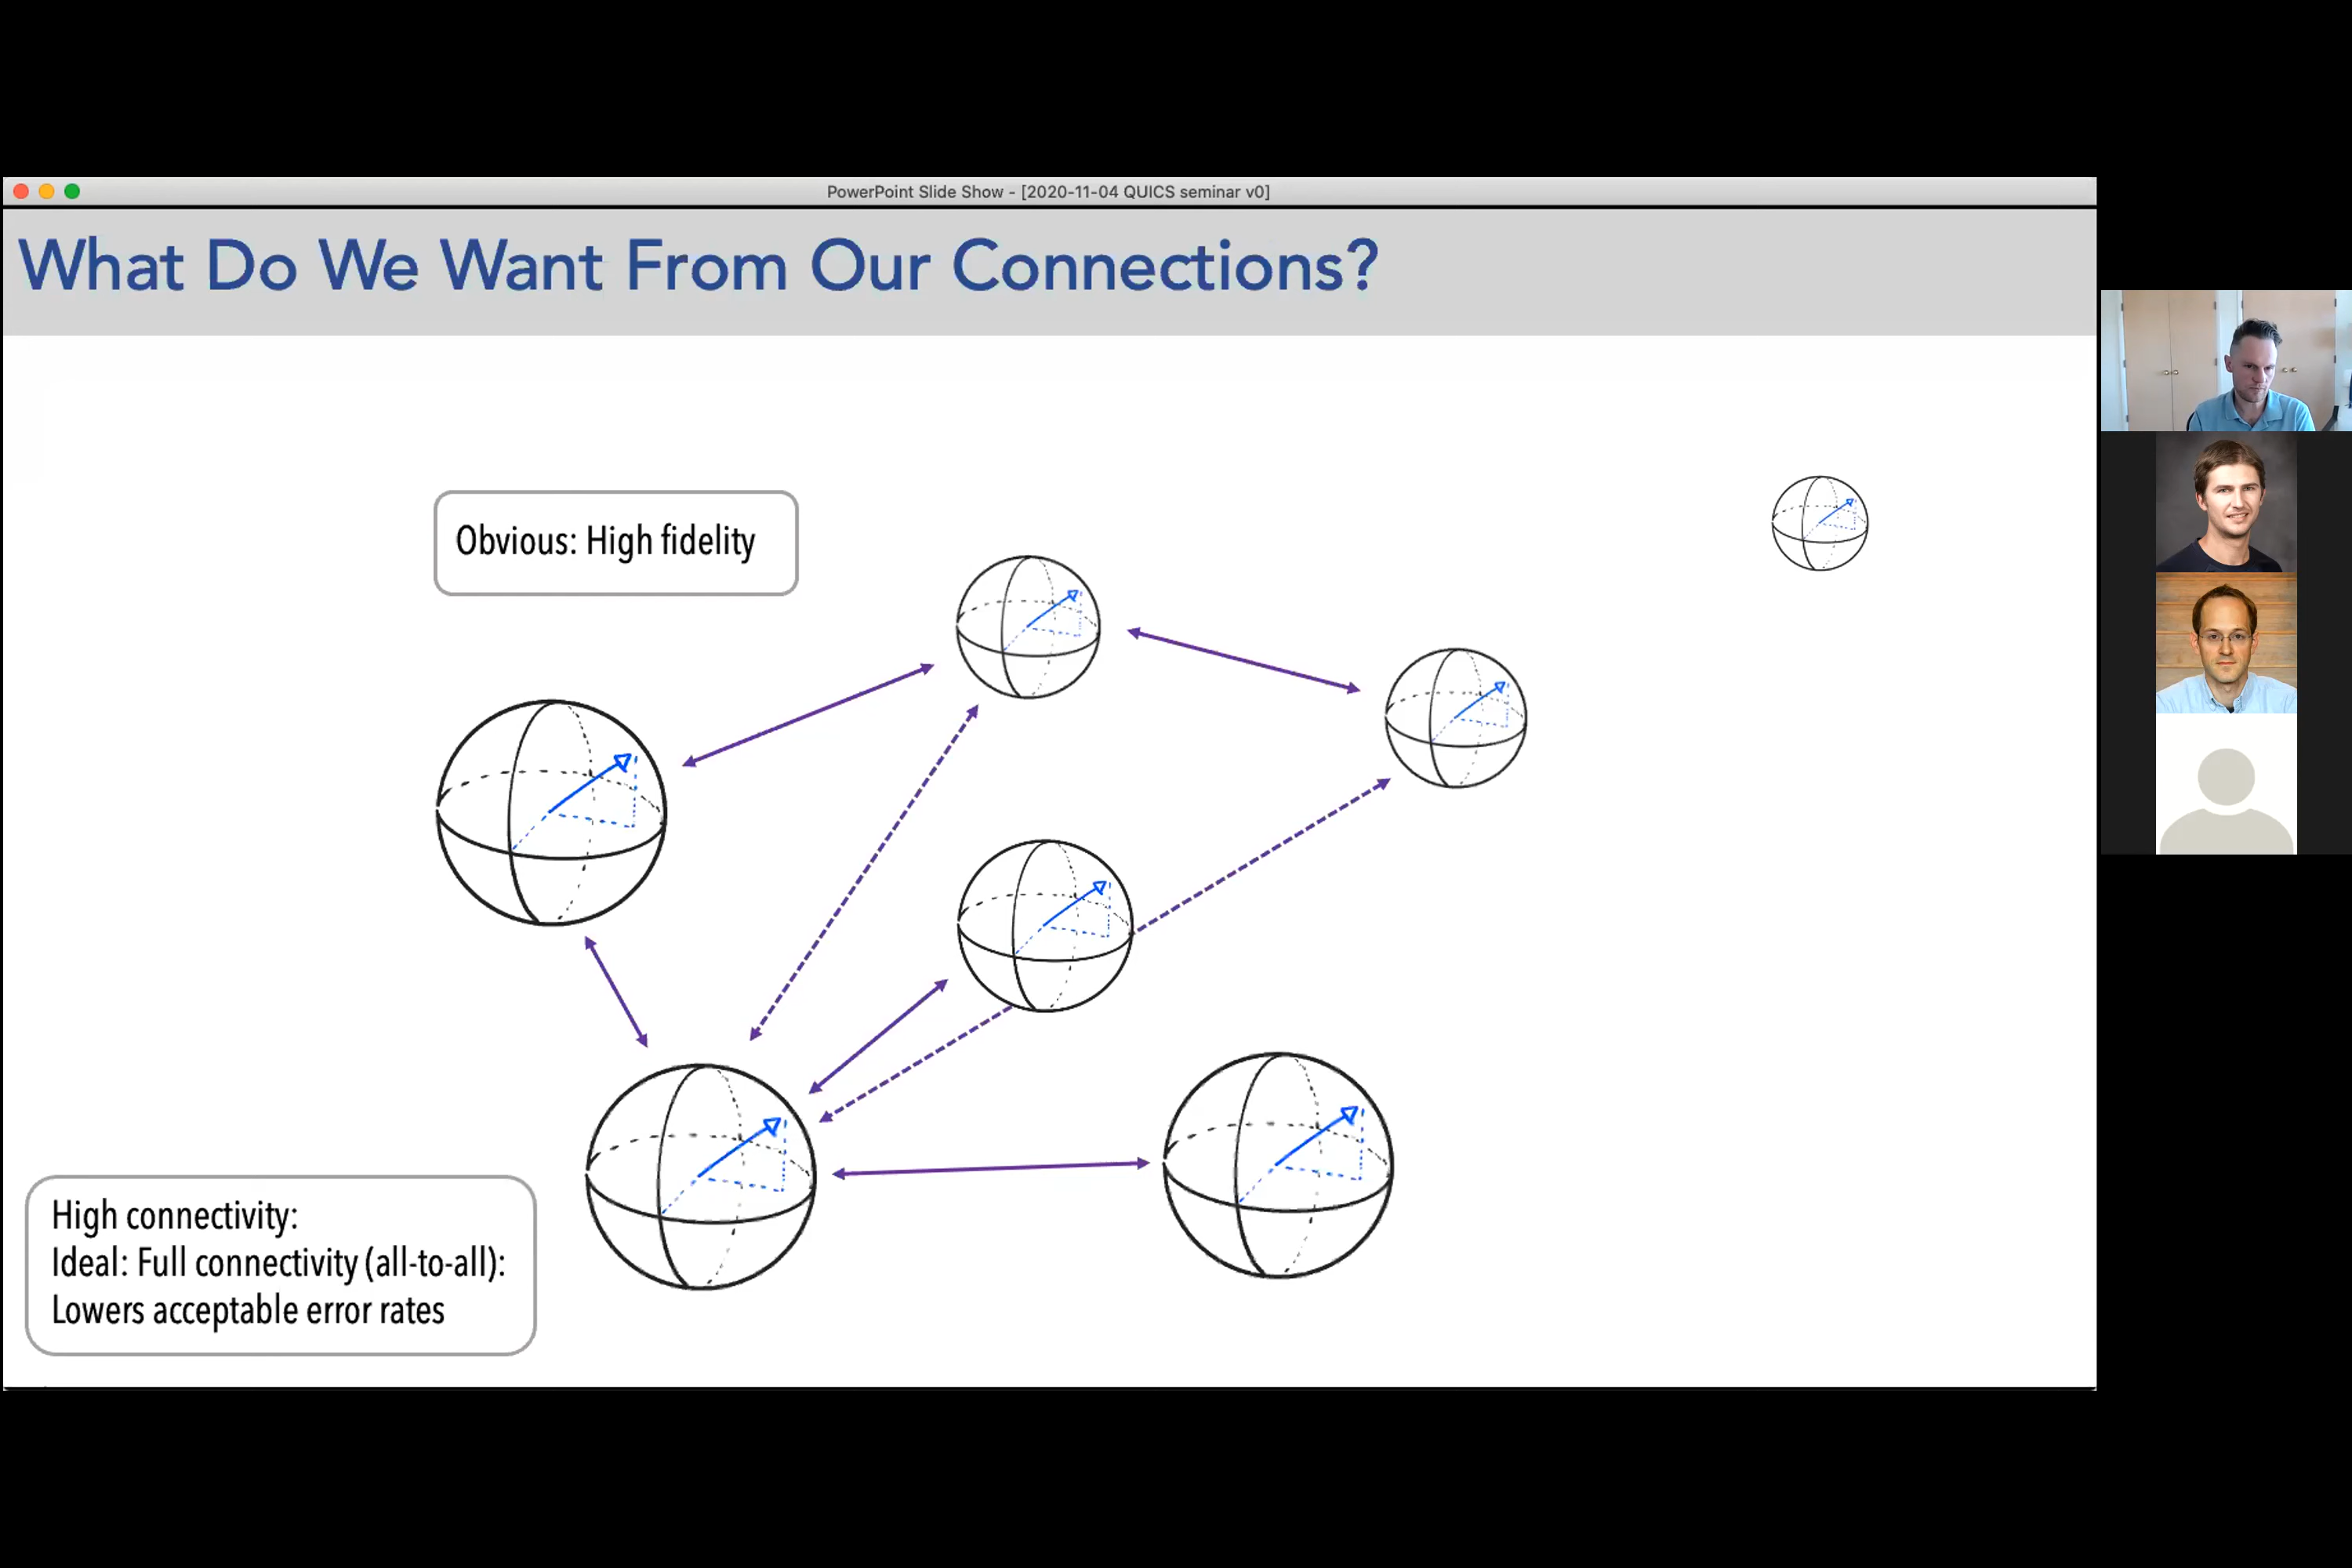 PowerPoint Slide Show - [2020-11-04 QUICS seminar v0]
What Do We Want From Our Connections?
Obvious: High fidelity
High connectivity:
Ideal: Full connectivity (all-to-all):
Lowers acceptable error rates